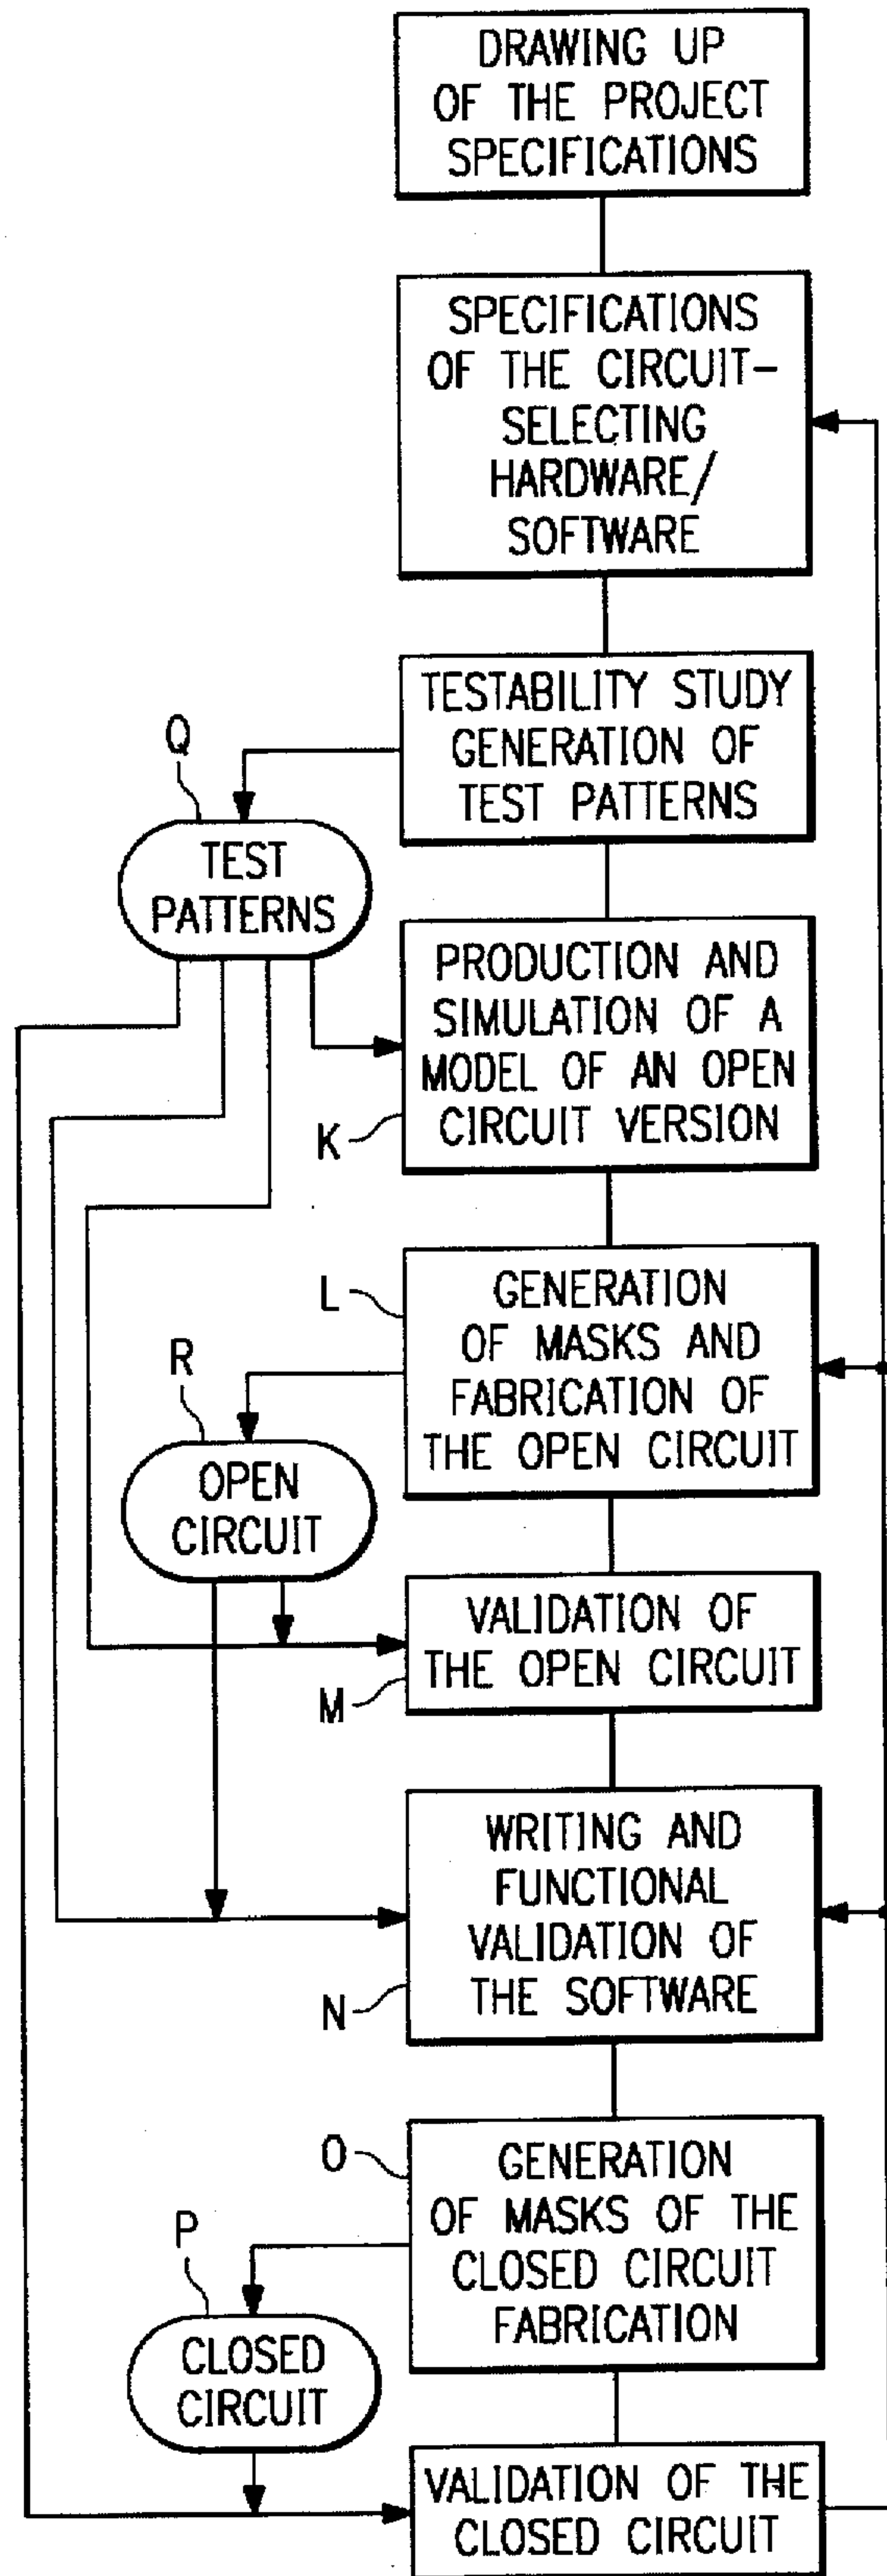 DRAWING UP
OF THE PROJECT
SPECIFICATIONS
SPECIFICATIONS
OF THE CIRCUIT-
SELECTING
HARDWARE/
SOFTWARE
TESTABILITY STUDY
GENERATION OF
TEST PATTERNS
Q
TEST
PATTERNS
PRODUCTION AND
SIMULATION OF A
MODEL OF AN OPEN
CIRCUIT VERSION
K
L
GENERATION
OF MASKS AND
FABRICATION OF
THE OPEN CIRCUIT
R
OPEN
CIRCUIT
VALIDATION OF
THE OPEN CIRCUIT
M
WRITING AND
FUNCTIONAL
VALIDATION OF
THE SOFTWARE
N
O
GENERATION
OF MASKS OF THE
CLOSED CIRCUIT
FABRICATION
P
CLOSED
CIRCUIT
VALIDATION OF THE
CLOSED CIRCUIT